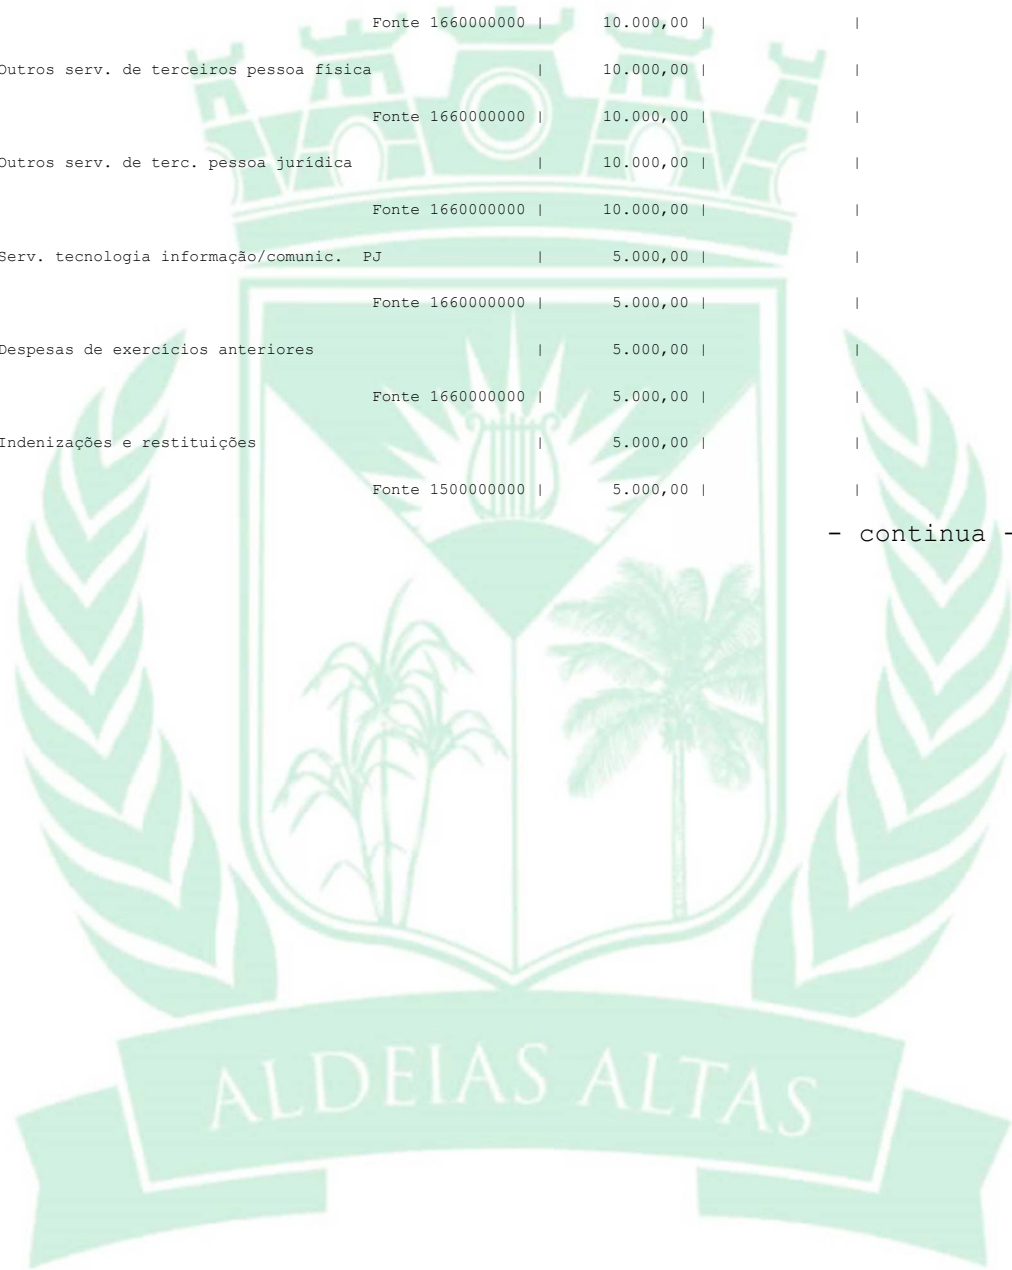 Fonte 1660000000 | 10.000,00 | |
Outros serv. de terceiros pessoa física | 10.000,00 | |
Fonte 1660000000 | 10.000,00 | |
Outros serv. de terc. pessoa jurídica | 10.000,00 | |
Fonte 1660000000 | 10.000,00 | |
Serv. tecnologia informação/comunic. PJ | 5.000,00 | |
Fonte 1660000000 | 5.000,00 | |
Despesas de exercícios anteriores | 5.000,00 | |
Fonte 1660000000 | 5.000,00 | |
Indenizações e restituições | 5.000,00 | |
Fonte 1500000000 | 5.000,00 | |
- continua -
ALDEIAS ALTAS